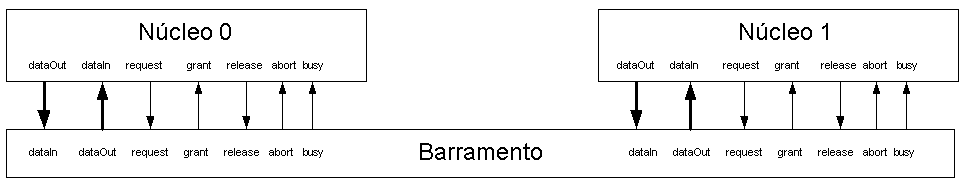 Núcleo 0 Núcleo 1
dataOut dataIn request grant release abort busy dataOut dataIn request grant release abort busy
dataIn dataOut request grant release abort busy Barramento dataIn dataOut request grant release abort busy